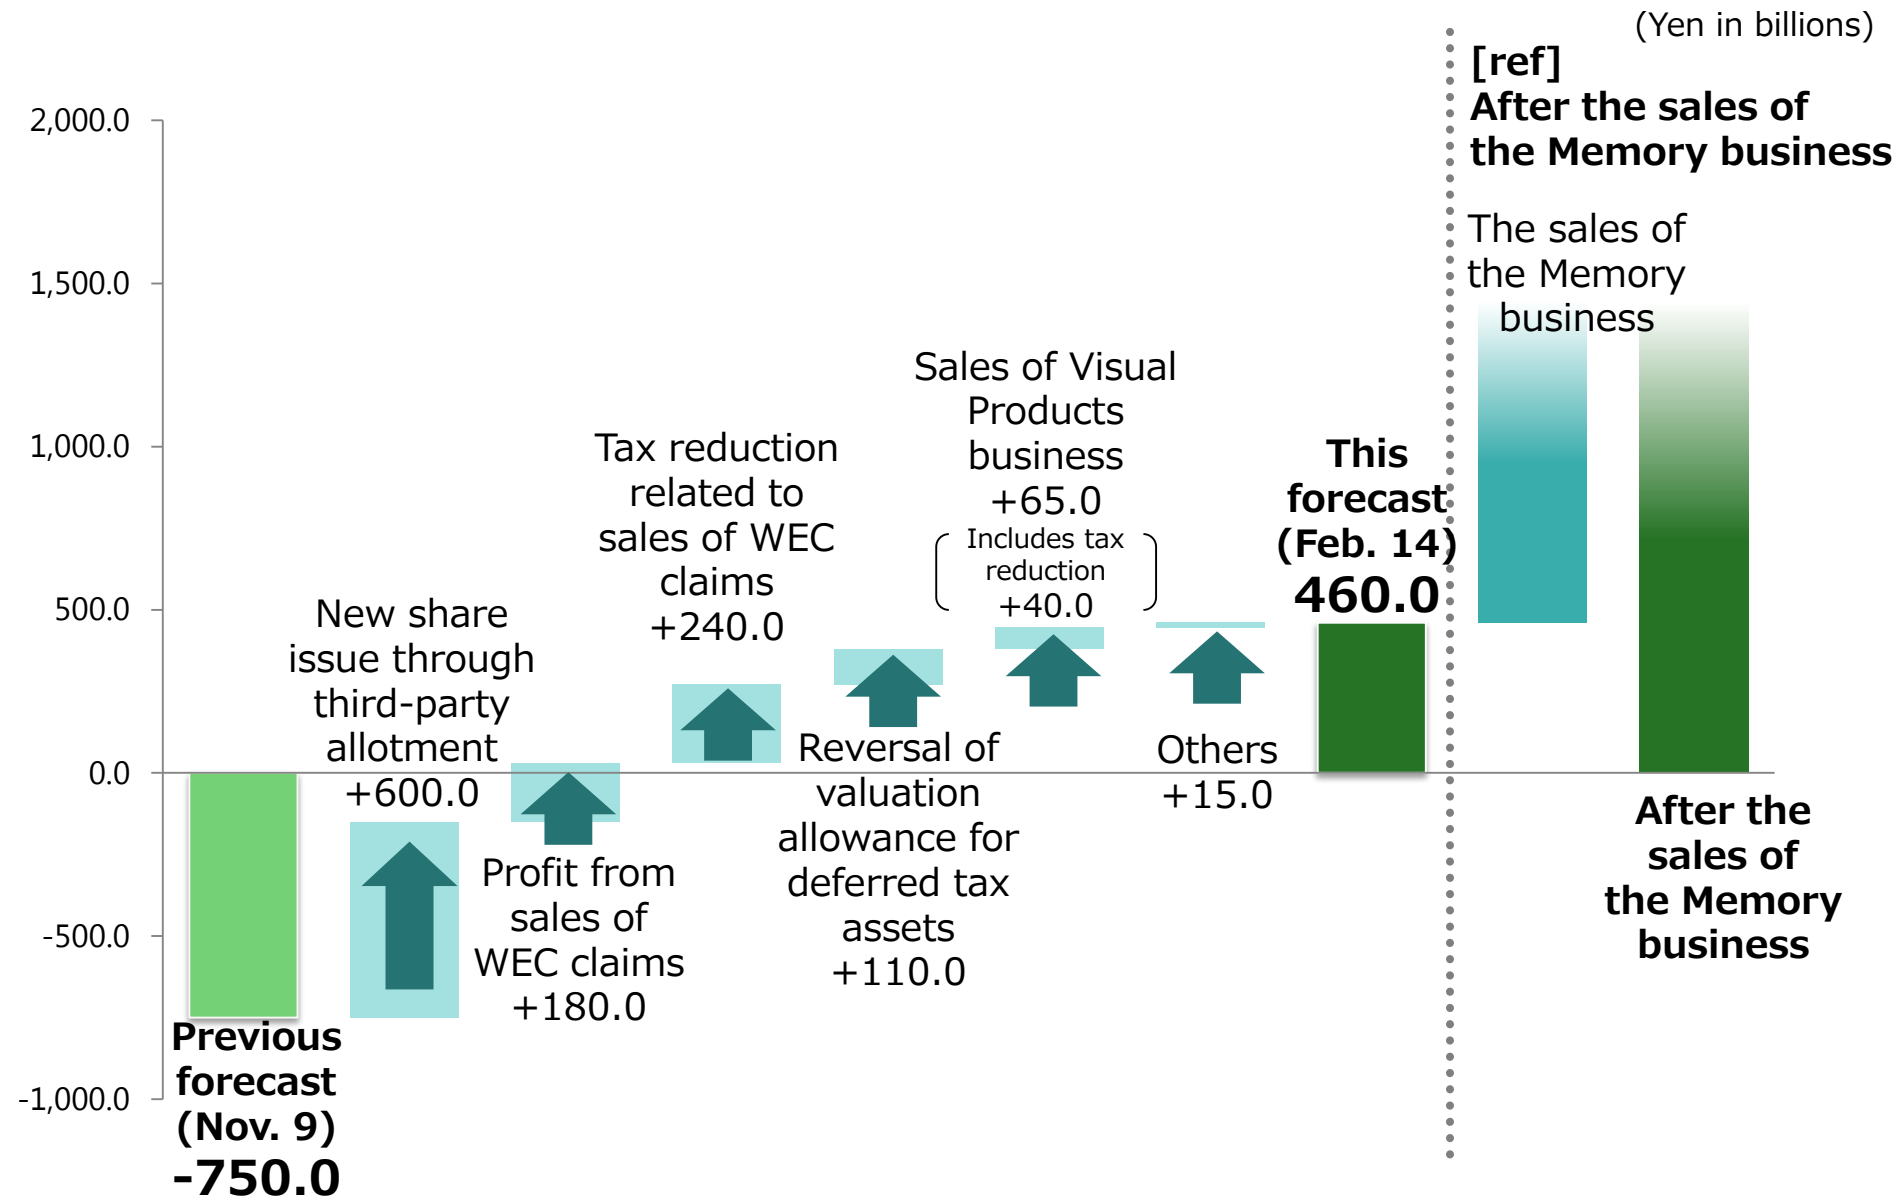 (Yen in billions)
[ref]
After the sales of
the Memory business
2,000.0
1,500.0
1,000.0
500.0
0.0
-500.0
-1,000.0
Previous
forecast
(Nov. 9)
-750.0
New share
issue through
third-party
allotment
+600.0
Profit from
sales of
WEC claims
+180.0
Tax reduction
related to
sales of WEC
claims
+240.0
Reversal of
valuation
allowance for
deferred tax
assets
+110.0
Sales of Visual
Products
business
+65.0
Includes tax
reduction
+40.0
Others
+15.0
This
forecast
(Feb. 14)
460.0
The sales of
the Memory
business
After the
sales of
the Memory
business